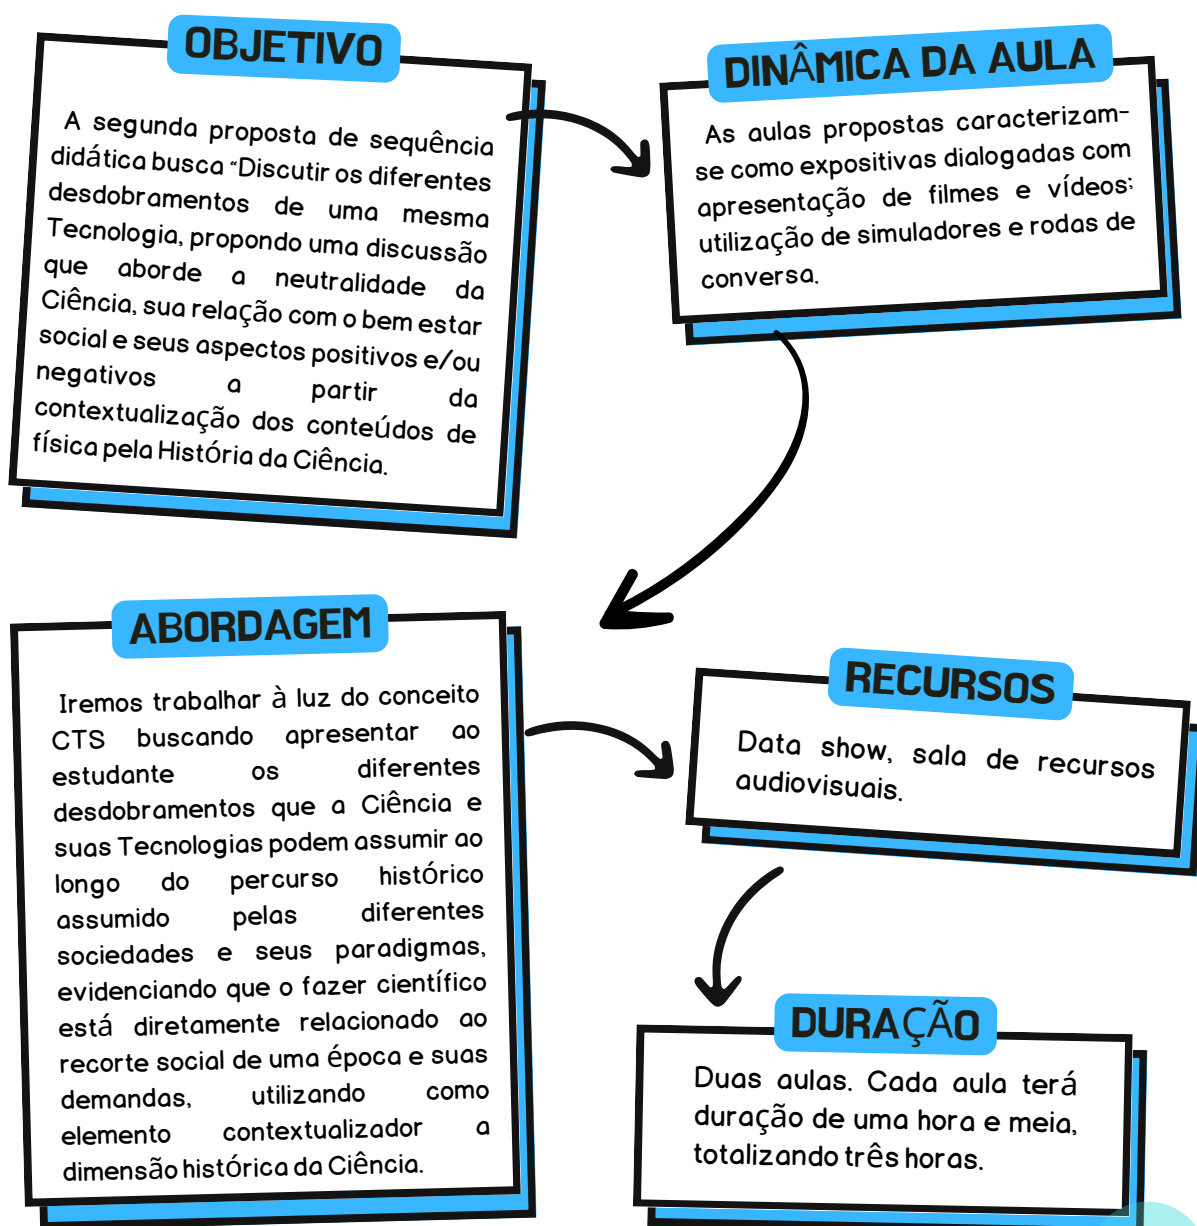 OBJETIVO
A segunda proposta de sequência
didática busca “Discutir os diferentes
desdobramentos de uma mesma
Tecnologia, propondo uma discussão
que aborde a neutralidade da
Ciência, sua relação com o bem estar
social e seus aspectos positivos e/ou
negativos a partir da
contextualização dos conteúdos de
física pela História da Ciência.
DINÂMICA DA AULA
As aulas propostas caracterizam-
se como expositivas dialogadas com
apresentação de filmes e vídeos;
utilização de simuladores e rodas de
conversa.
ABORDAGEM
Iremos trabalhar à luz do conceito
CTS buscando apresentar ao
estudante os diferentes
desdobramentos que a Ciência e
suas Tecnologias podem assumir ao
longo do percurso histórico
assumido pelas diferentes
sociedades e seus paradigmas,
evidenciando que o fazer científico
está diretamente relacionado ao
recorte social de uma época e suas
demandas, utilizando como
elemento contextualizador a
dimensão histórica da Ciência.
RECURSOS
Data show, sala de recursos
audiovisuais.
DURAÇÃO
Duas aulas. Cada aula terá
duração de uma hora e meia,
totalizando três horas.